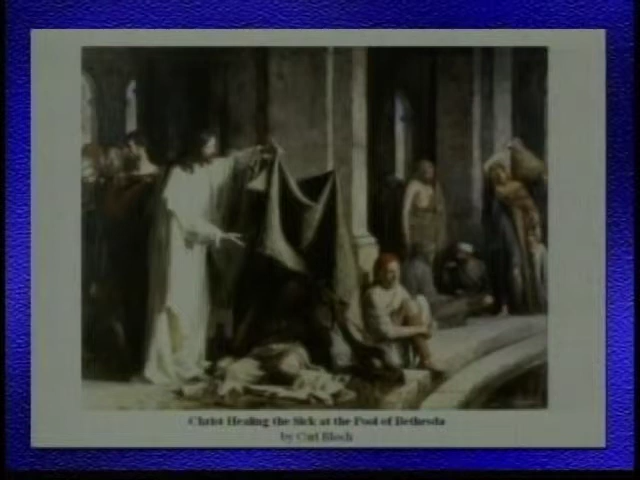 Christ Healing the Sick at the Pool of Bethesda
by Carl Bloch